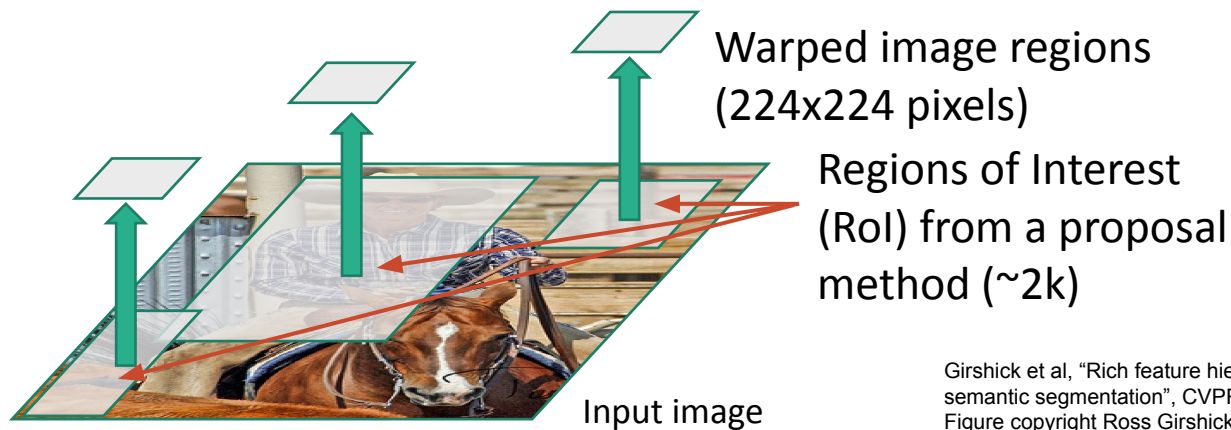 Warped image regions
(224x224 pixels)
Regions of Interest
(RoI) from a proposal
method (~2k)
Input image
Girshick et al, “Rich feature hie
semantic segmentation”, CVPR
Figure copyright Ross Girshick